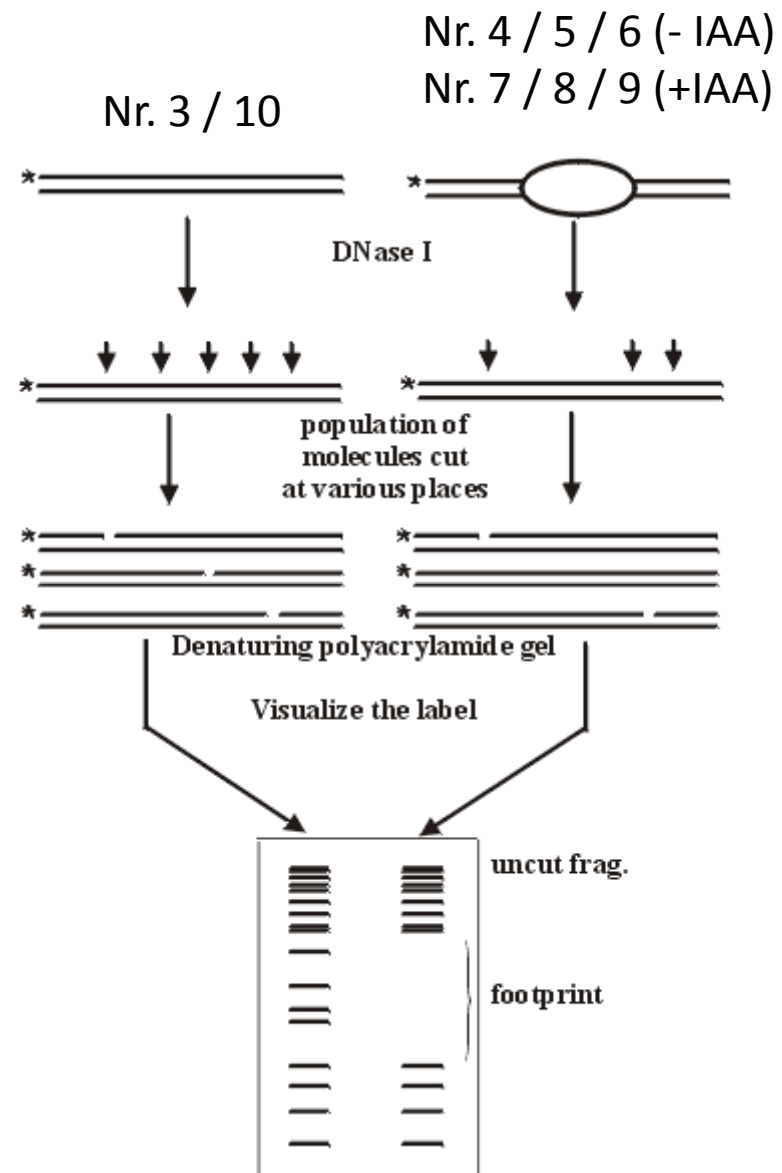 Nr. 4 / 5 / 6 (- IAA)
Nr. 7 / 8 / 9 (+IAA)
Nr. 3 / 10
*
*
DNase I
*
*
population of
molecules cut
at various places
*
*
*
*
*
*
Denaturing polyacrylamide gel
Visualize the label
uncut frag.
footprint